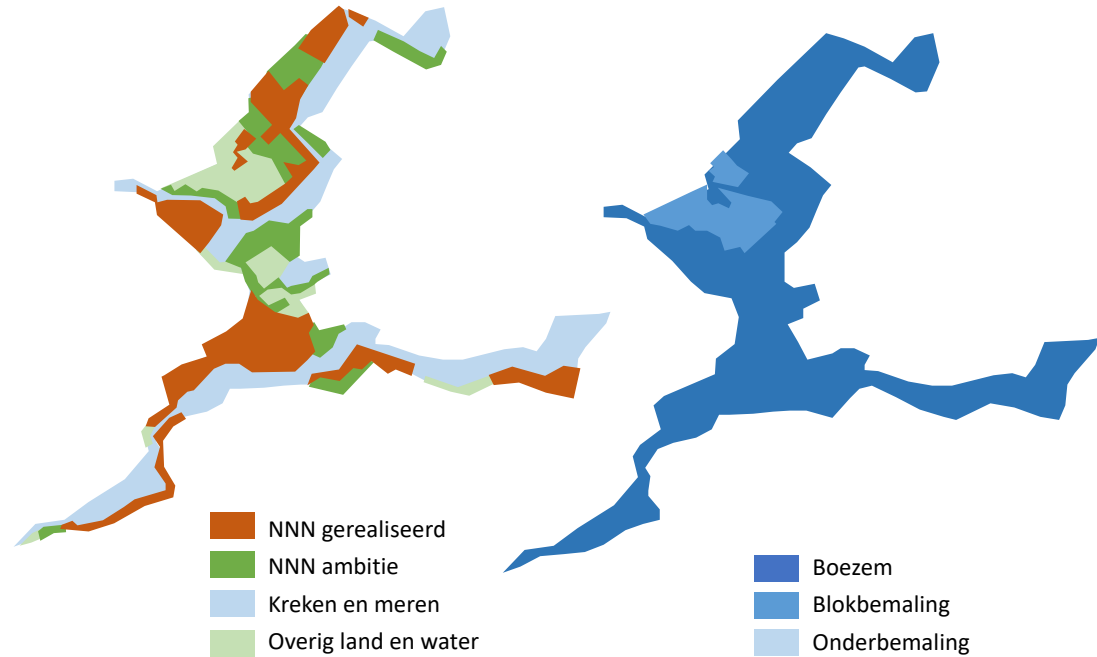 NNN gerealiseerd
NNN ambitie
Kreken en meren
Overig land en water
Boezem
Blokbemaling
Onderbemaling